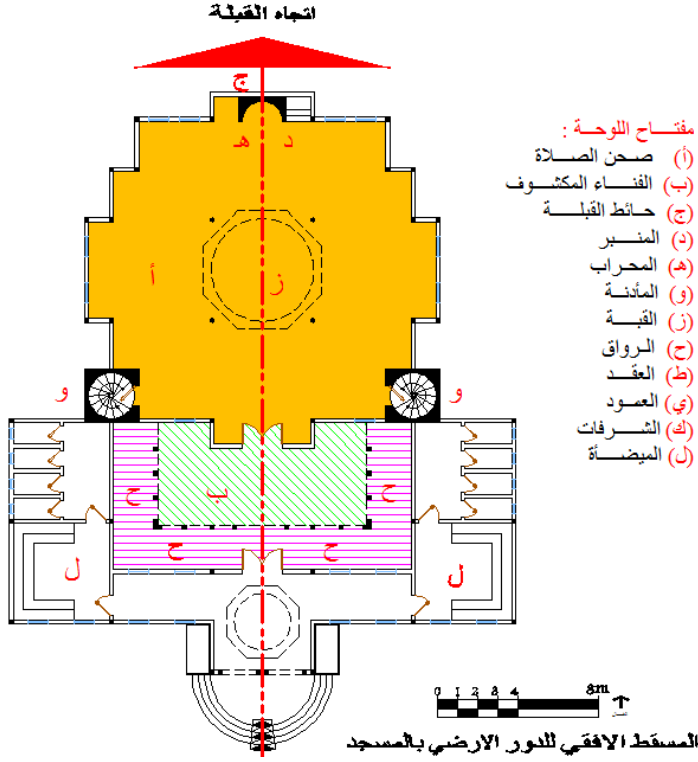 اتجاه القبلة
ج
هـ د
أ
ز
و و
ب
ح ح
ح ح
ل ل
مفتاح اللوحة :
(أ) صحن الصلاة
(ب) الفناء المكشوف
(ج) حائط القبلة
(د) المنبر
(هـ) المحراب
(و) المأدنة
(ز) القبة
(ح) الرواق
(ط) العقد
(ي) العمود
(ك) الشرفات
(ل) الميضأة
0 1 2 3 4 8m
المسقط الافقي للدور الارضي بالمسجد